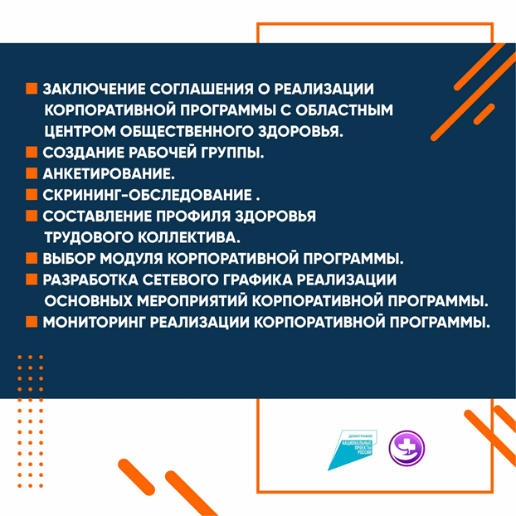 ЗАКЛЮЧЕНИЕ СОГЛАШЕНИЯ О РЕАЛИЗАЦИИ
КОРПОРАТИВНОЙ ПРОГРАММЫ С ОБЛАСТНЫМ
ЦЕНТРОМ ОБЩЕСТВЕННОГО ЗДОРОВЬЯ.
СОЗДАНИЕ РАБОЧЕЙ ГРУППЫ.
АНКЕТИРОВАНИЕ.
СКРИНИНГ-ОБСЛЕДОВАНИЕ .
СОСТАВЛЕНИЕ ПРОФИЛЯ ЗДОРОВЬЯ
ТРУДОВОГО КОЛЛЕКТИВА.
ВЫБОР МОДУЛЯ КОРПОРАТИВНОЙ ПРОГРАММЫ.
РАЗРАБОТКА СЕТЕВОГО ГРАФИКА РЕАЛИЗАЦИИ
ОСНОВНЫХ МЕРОПРИЯТИЙ КОРПОРАТИВНОЙ ПРОГРАММЫ.
МОНИТОРИНГ РЕАЛИЗАЦИИ КОРПОРАТИВНОЙ ПРОГРАММЫ.
ДЕМОГРАФИЯ
НАЦИОНАЛЬНЫЕ
ПРОЕКТЫ
РОССИИ